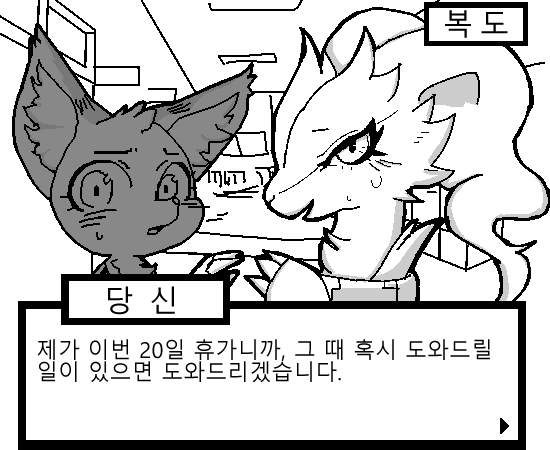 복도
당신
제가 이번 20일 휴가니까, 그 때 혹시 도와드릴
일이 있으면 도와드리겠습니다.